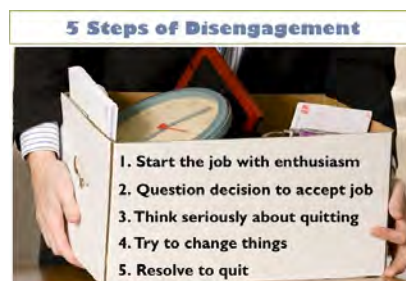 5 Steps of Disengagement
1. Start the job with enthusiasm
2. Question decision to accept job
3. Think seriously about quitting
4. Try to change things
5. Resolve to quit